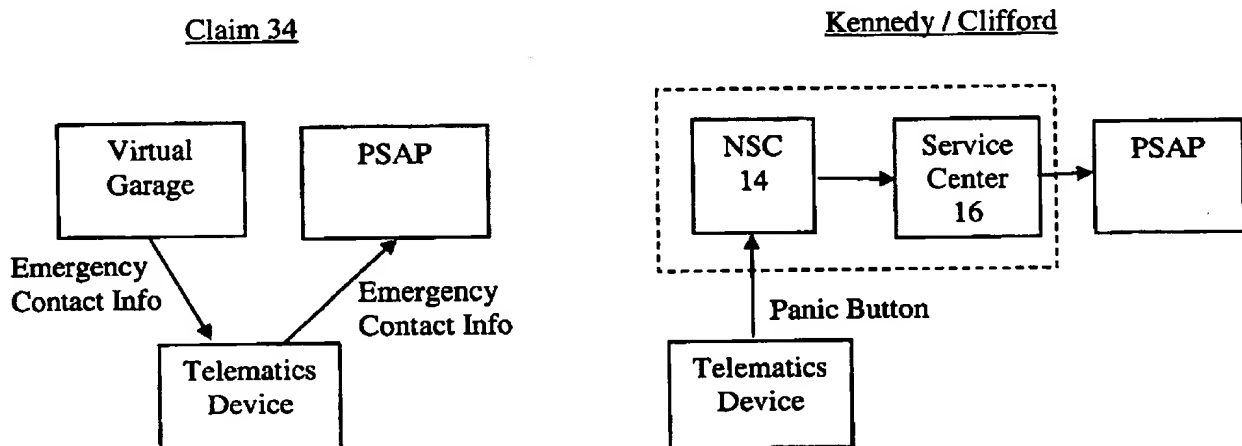 Claim 34
Virtual
Garage
PSAP
Emergency
Contact Info
Emergency
Contact Info
Telematics
Device
Kennedy / Clifford
NSC
14
Service
Center
16
PSAP
Panic Button
Telematics
Device